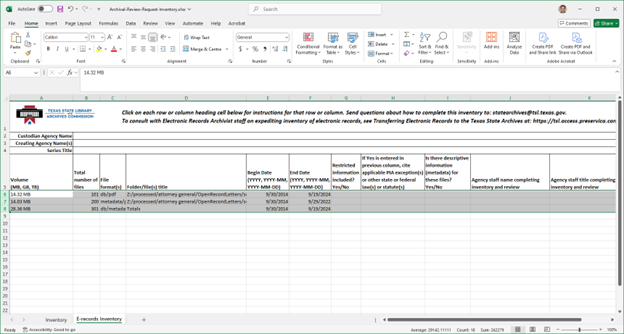 AutoSave Off Archival-Review-Request-Inventory.xlsx Search
File Home Insert Page Layout Formulas Data Review View Automate Help Acrobat Comments Share
Paste Calibri 11 Wrap Text General Conditional Formatting Format as Table Cell Styles Insert Delete Format Sort & Filter Find & Select Sensitivity Add-ins Analyze Data Create PDF and Share link Create PDF and Share via Outlook
Merge & Centre
Clipboard Font Alignment Number Styles Cells Editing Sensitivity Add-ins Adobe Acrobat
A6 14.32 MB
A B C D E F G H I J K
TEXAS STATE LIBRARY & ARCHIVES COMMISSION
Click on each row or column heading cell below for instructions for that row or column. Send questions about how to complete this inventory to: statearchives@tsl.texas.gov.
To consult with Electronic Records Archivist staff on expediting inventory of electronic records, see Transferring Electronic Records to the Texas State Archives at: https://tsl.access.preservica.con
Custodian Agency Name
Creating Agency Name(s)
Series Title
Volume (MB, GB, TB)
Total number of files
File format(s)
Folder/file(s) title
Begin Date (YYYY, YYYY-MM, YYYY-MM-DD)
End Date (YYYY, YYYY-MM, YYYY-MM-DD)
Restricted information included? Yes/No
If Yes is entered in previous column, cite applicable PIA exception(s) or other state or federal law(s) or statute(s)
Is there descriptive information (metadata) for these files? Yes/No
Agency staff name completing inventory and review
Agency staff title completing inventory and review
14.32 MB 101 db/pdf Z:/processing/attorney general/OpenRecordLetters/v 9/30/2014 9/19/2024
14.03 MB 200 metadata/p Z:/processing/attorney general/OpenRecordLetters/v 9/30/2014 9/29/2022
28.36 MB 301 db/metada Totals 9/30/2014 9/19/2024
Inventory E-records Inventory
Ready Accessibility: Good to go Count: 18 100%